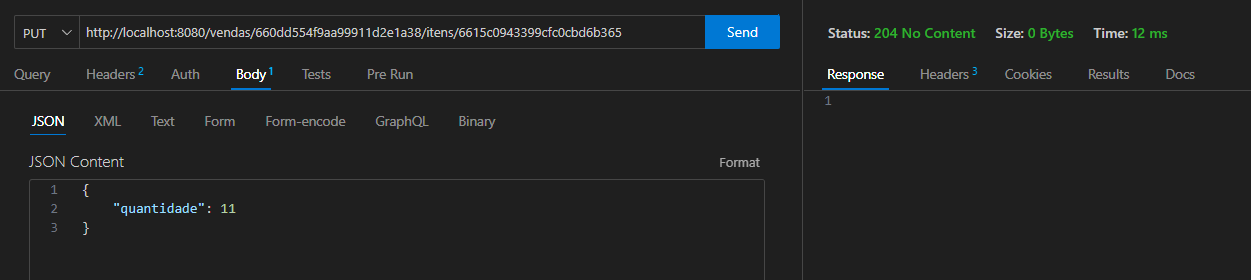 PUT http://localhost:8080/vendas/660dd554f9aa99911d2e1a38/itens/6615c0943399cfc0cbd6b365 Send
Query Headers 2 Auth Body 1 Tests Pre Run
JSON XML Text Form Form-encode GraphQL Binary
JSON Content Format
1 {
2 "quantidade": 11
3 }
Status: 204 No Content Size: 0 Bytes Time: 12 ms
Response Headers 3 Cookies Results Docs
1